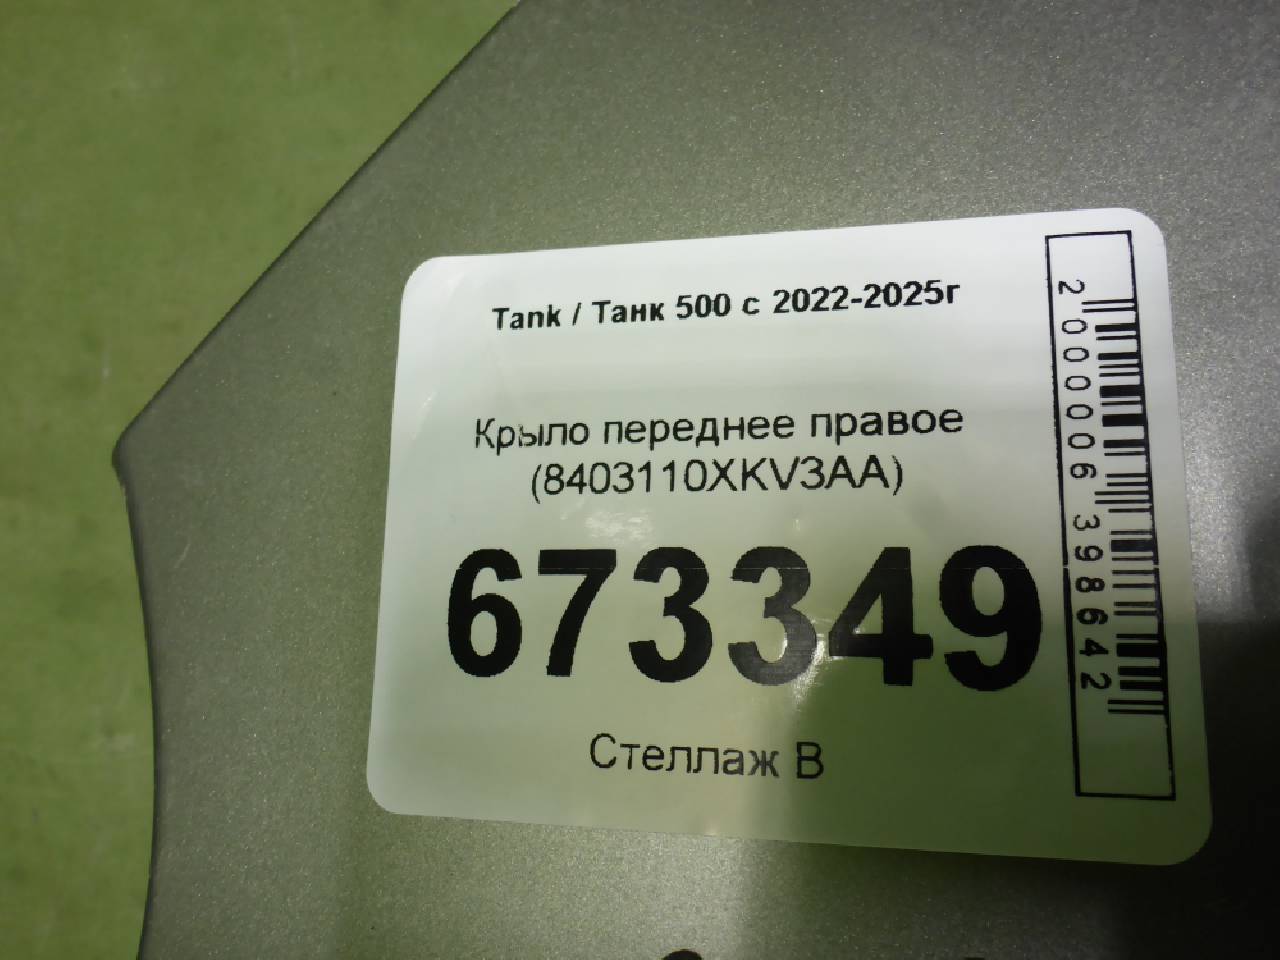 Tank / Танк 500 с 2022-2025г
Крыло переднее правое
(8403110XKV3AA)
673349
Стеллаж В
2000006398642